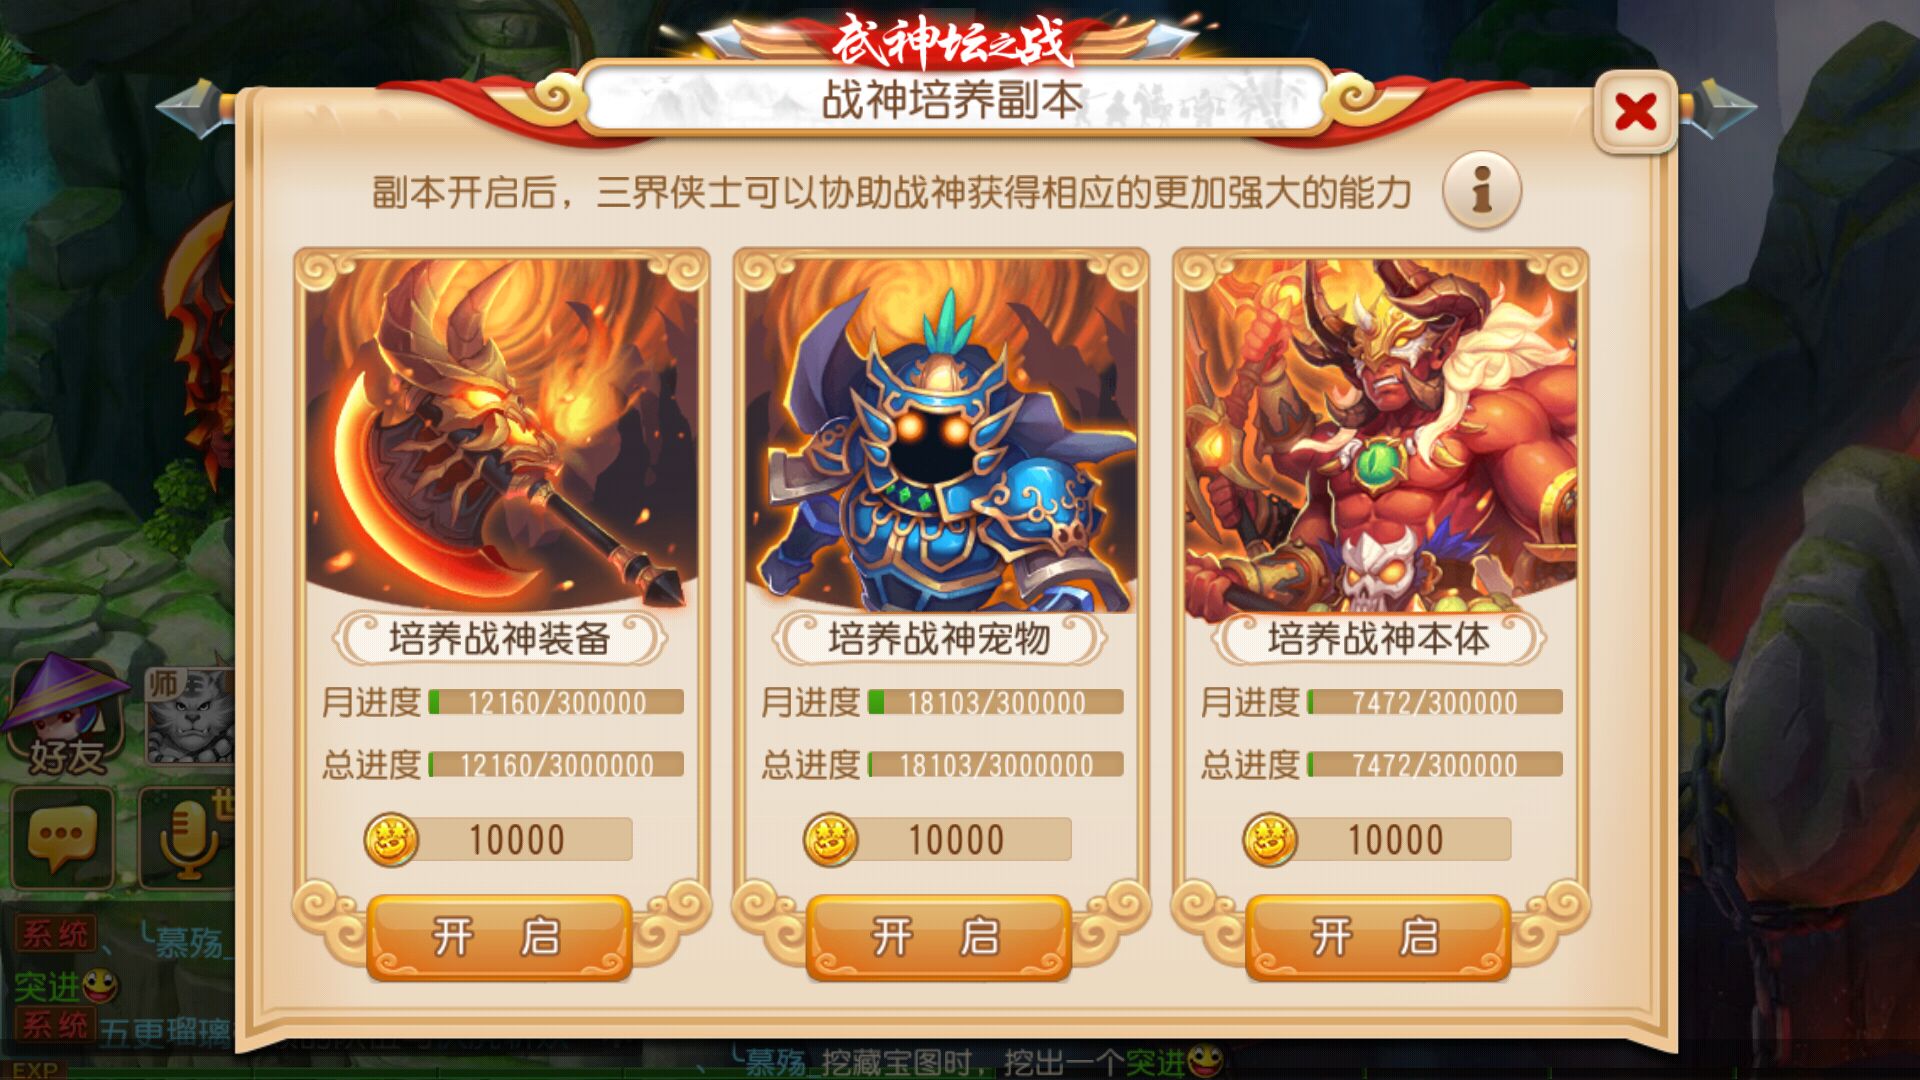 武神坛之战
战神培养副本
副本开启后，三界侠士可以协助战神获得相应的更加强大的能力
培养战神装备
培养战神宠物
培养战神本体
月进度 12160/300000
月进度 18103/300000
月进度 7472/300000
总进度 12160/3000000
总进度 18103/3000000
总进度 7472/300000
10000
10000
10000
开 启
开 启
开 启
师
好友
世
系统
慕殇_
突进
系统 五更瑠璃
慕殇_挖藏宝图时，挖出一个突进
EXP